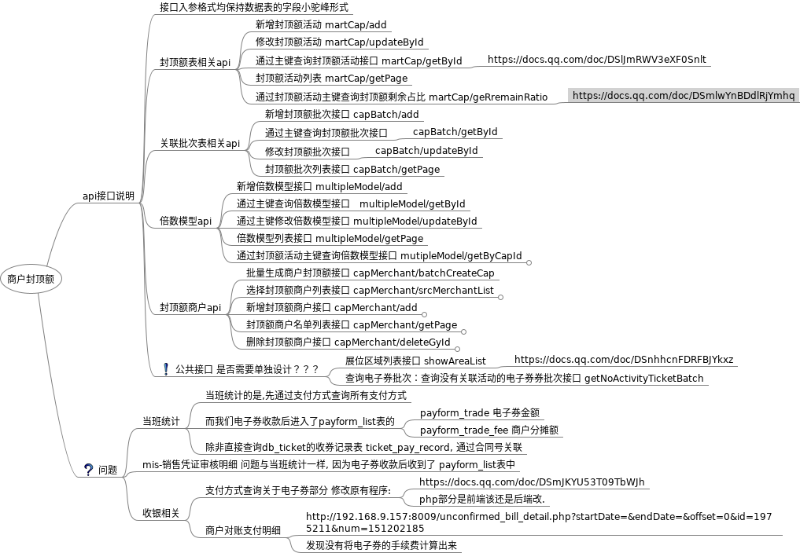 接口入参格式均保持数据表的字段小驼峰形式
新增封顶额活动 martCap/add
修改封顶额活动 martCap/updateById
通过主键查询封顶额活动接口 martCap/getById
https://docs.qq.com/doc/DSlJmRWV3eXF0Snlt
封顶额表相关api
封顶额活动列表 martCap/getPage
通过封顶额活动主键查询封顶额剩余占比 martCap/geRremainRatio
https://docs.qq.com/doc/DSmlwYnBDdlRjYmhq
新增封顶额批次接口 capBatch/add
通过主键查询封顶额批次接口 capBatch/getById
关联批次表相关api
修改封顶额批次接口 capBatch/updateById
封顶额批次列表接口 capBatch/getPage
新增倍数模型接口 multipleModel/add
api接口说明
通过主键查询倍数模型接口 multipleModel/getById
倍数模型api
通过主键修改倍数模型接口 multipleModel/updateById
倍数模型列表接口 multipleModel/getPage
通过封顶额活动主键查询倍数模型接口 mutipleModel/getByCapId
商户封顶额
批量生成商户封顶额接口 capMerchant/batchCreateCap
选择封顶额商户列表接口 capMerchant/srcMerchantList
封顶额商户api
新增封顶额商户接口 capMerchant/add
封顶额商户名单列表接口 capMerchant/getPage
删除封顶额商户接口 capMerchant/deleteGyId
公共接口 是否需要单独设计？？？
展位区域列表接口 showAreaList
https://docs.qq.com/doc/DSnhhcnFDRFBJYkxz
查询电子券批次：查询没有关联活动的电子券券批次接口 getNoActivityTicketBatch
当班统计的是,先通过支付方式查询所有支付方式
当班统计
而我们电子券收款后进入了payform_list表的
payform_trade 电子券金额
payform_trade_fee 商户分摊额
除非直接查询db_ticket的收券记录表 ticket_pay_record, 通过合同号关联
问题
mis-销售凭证审核明细 问题与当班统计一样, 因为电子券收款后收到了 payform_list表中
支付方式查询关于电子券部分 修改原有程序:
https://docs.qq.com/doc/DSmJKYU53T09TbWJh
php部分是前端该还是后端改.
收银相关
商户对账支付明细
http://192.168.9.157:8009/unconfirmed_bill_detail.php?startDate=&endDate=&offset=0&id=197
5211&num=151202185
发现没有将电子券的手续费计算出来